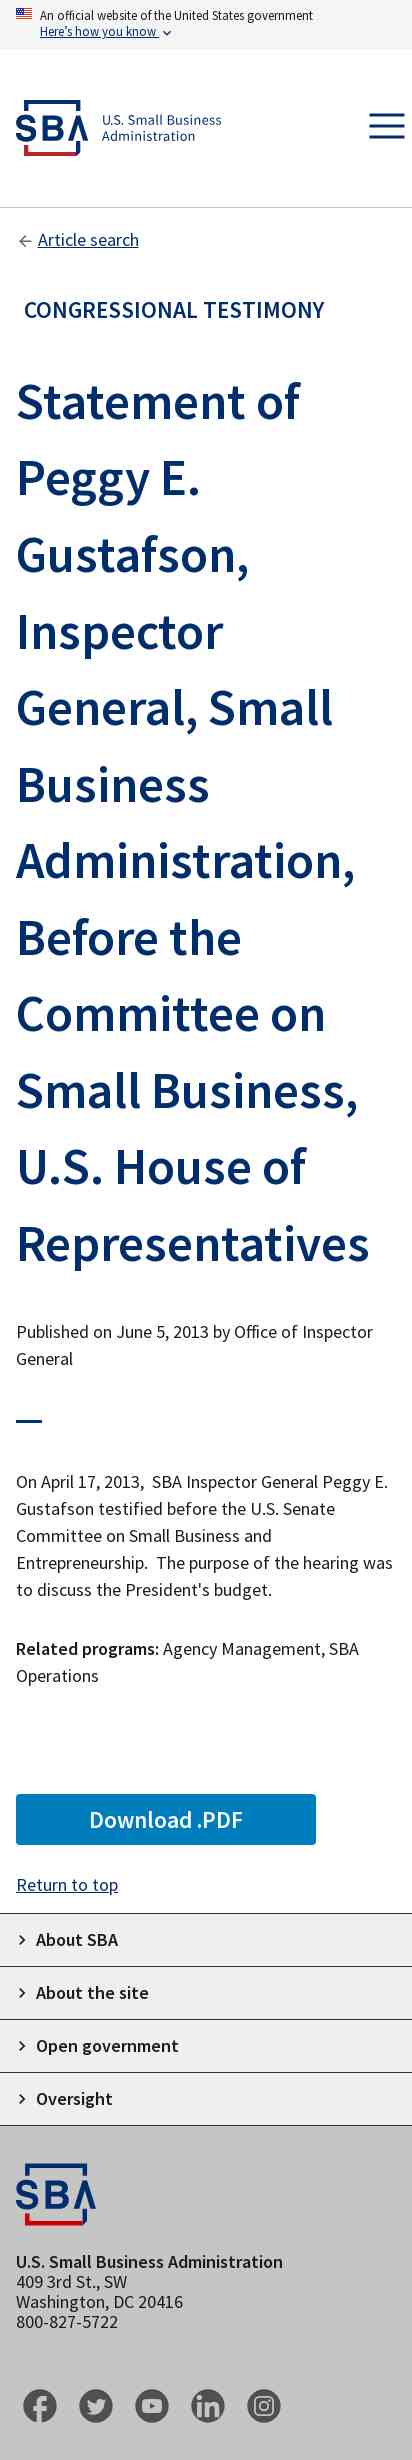 An official website of the United States government
Here's how you know
SBA
U.S. Small Business
Administration
Article search
CONGRESSIONAL TESTIMONY
Statement of
Peggy E.
Gustafson,
Inspector
General, Small
Business
Administration,
Before the
Committee on
Small Business,
U.S. House of
Representatives
Published on June 5, 2013 by Office of Inspector
General
On April 17, 2013,  SBA Inspector General Peggy E.
Gustafson testified before the U.S. Senate
Committee on Small Business and
Entrepreneurship.  The purpose of the hearing was
to discuss the President's budget.
Related programs: Agency Management, SBA
Operations
Download .PDF
Return to top
About SBA
About the site
Open government
Oversight
SBA
U.S. Small Business Administration
409 3rd St., SW
Washington, DC 20416
800-827-5722